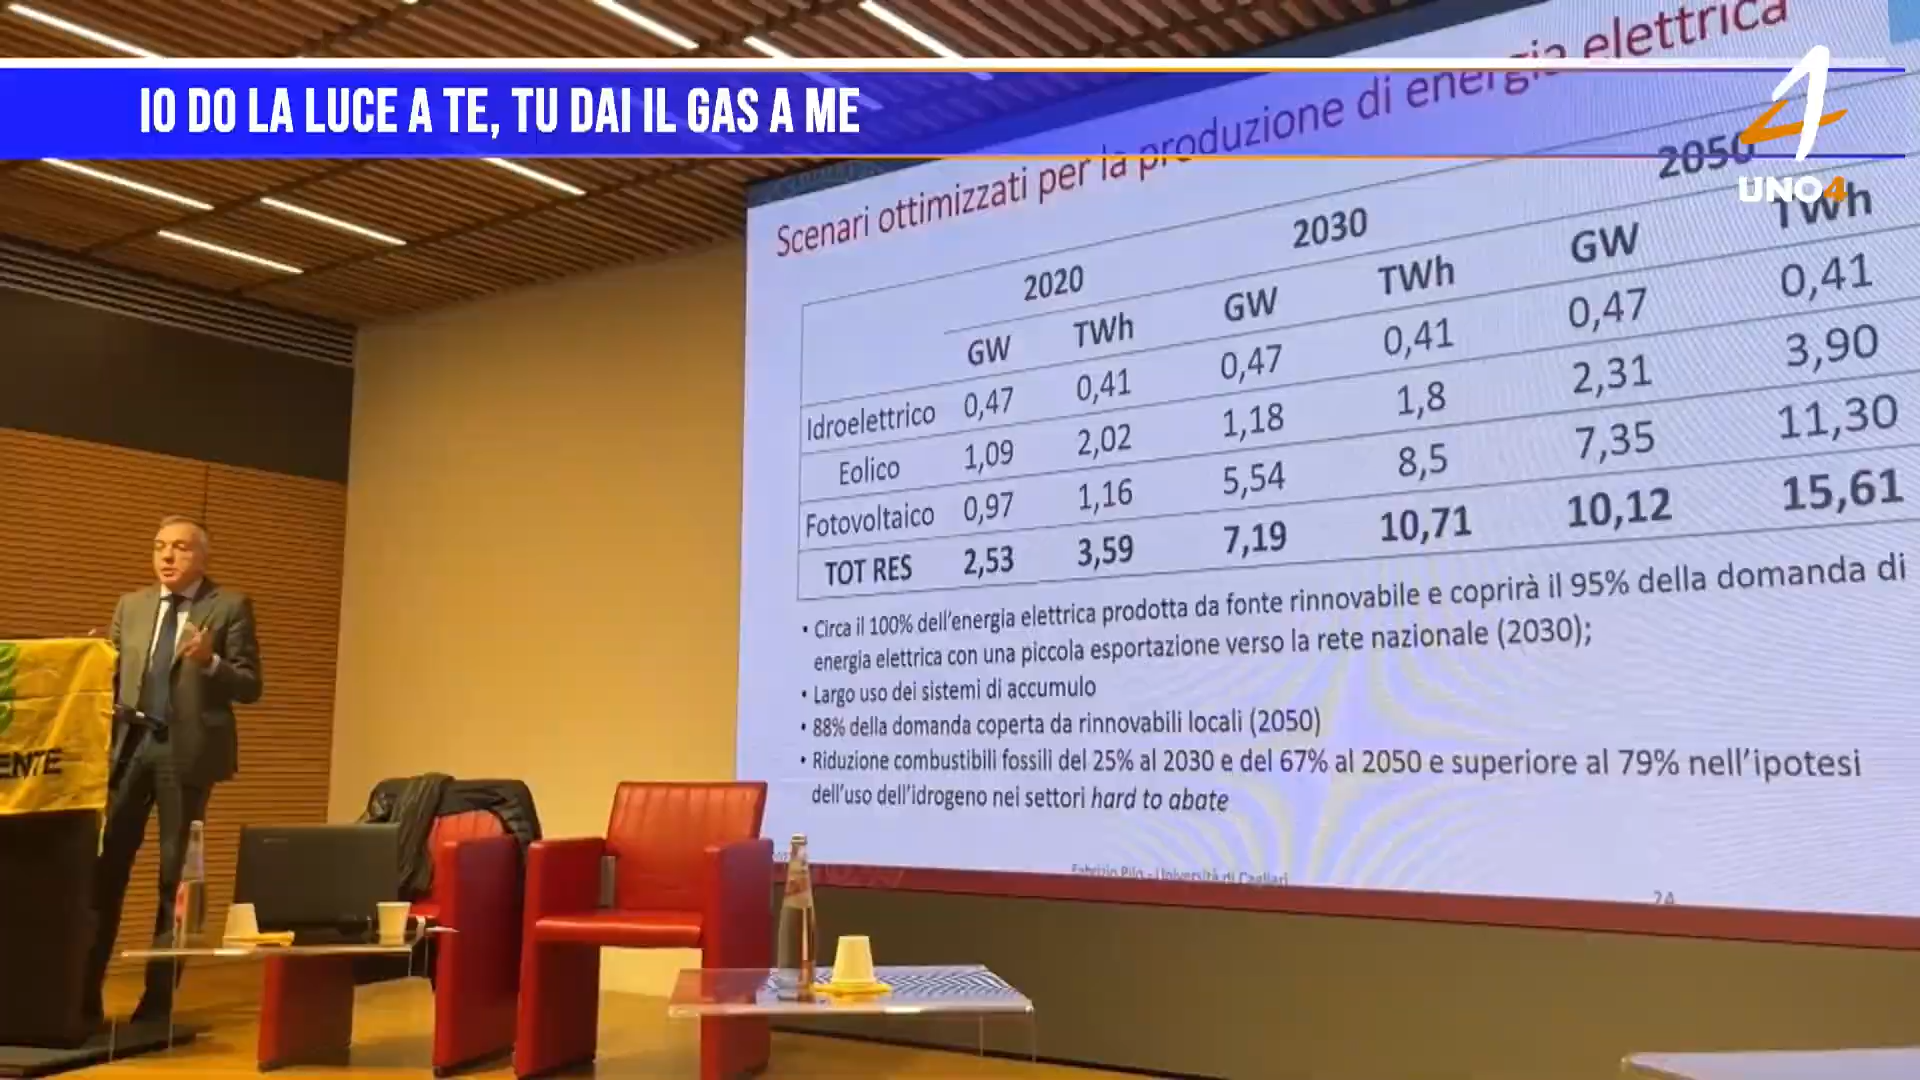 IO DO LA LUCE A TE, TU DAI IL GAS A ME
UNO4
Scenari ottimizzati per la produzione di energia elettrica
2020 2030 2050
GW TWh GW TWh GW TWh
Idroelettrico 0,47 0,41 0,47 0,41 0,47 0,41
Eolico 1,09 2,02 1,18 1,8 2,31 3,90
Fotovoltaico 0,97 1,16 5,54 8,5 7,35 11,30
TOT RES 2,53 3,59 7,19 10,71 10,12 15,61
• Circa il 100% dell'energia elettrica prodotta da fonte rinnovabile e coprirà il 95% della domanda di
energia elettrica con una piccola esportazione verso la rete nazionale (2030);
• Largo uso dei sistemi di accumulo
• 88% della domanda coperta da rinnovabili locali (2050)
• Riduzione combustibili fossili del 25% al 2030 e del 67% al 2050 e superiore al 79% nell'ipotesi
dell'uso dell'idrogeno nei settori hard to abate
Fabrizio Pilo - Università di Cagliari
24
ENTE